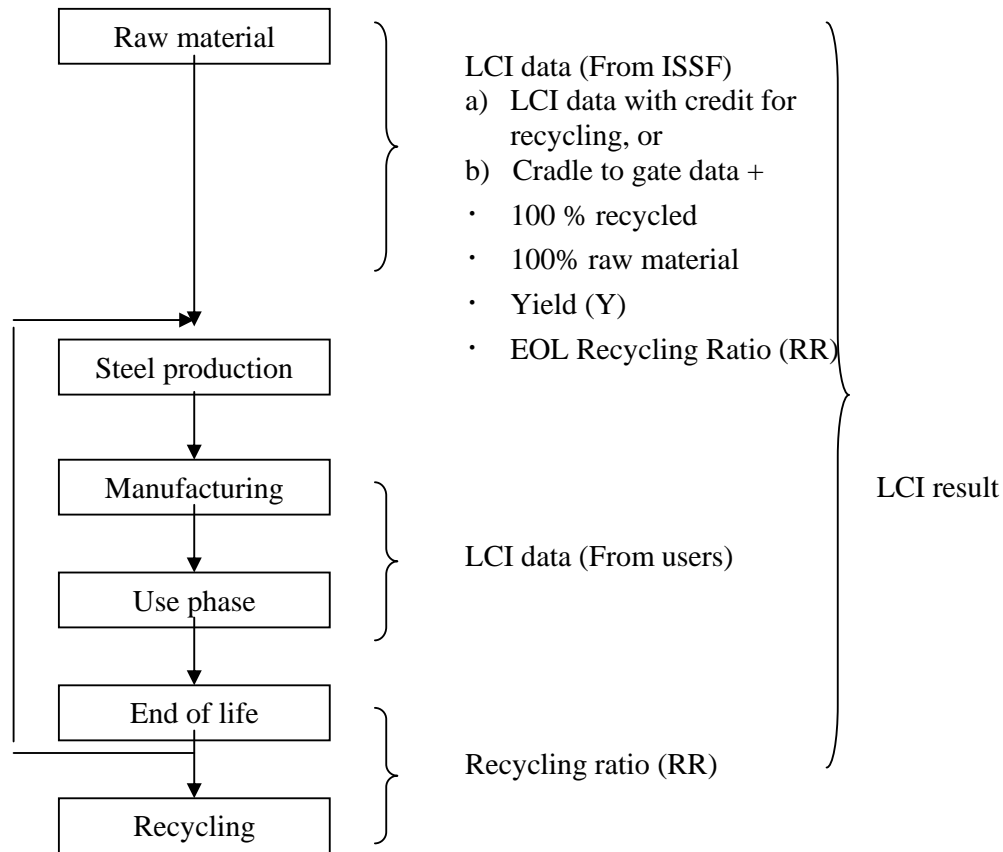 Raw material
LCI data (From ISSF)
a) LCI data with credit for
recycling, or
b) Cradle to gate data +
・ 100 % recycled
・ 100% raw material
・ Yield (Y)
・ EOL Recycling Ratio (RR)
Steel production
Manufacturing
LCI result
LCI data (From users)
Use phase
End of life
Recycling ratio (RR)
Recycling